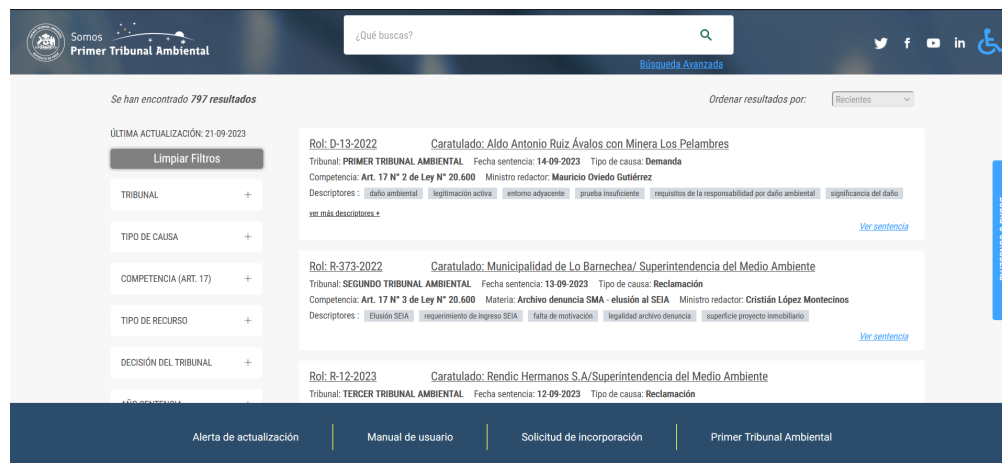 Somos
Primer Tribunal Ambiental
¿Qué buscas?
Búsqueda Avanzada
f
in
Se han encontrado 797 resultados
Ordenar resultados por:
Recientes
ÚLTIMA ACTUALIZACIÓN: 21-09-2023
Limpiar Filtros
TRIBUNAL +
TIPO DE CAUSA +
COMPETENCIA (ART. 17) +
TIPO DE RECURSO +
DECISIÓN DEL TRIBUNAL +
AÑO SENTENCIA
Rol: D-13-2022 Caratulado: Aldo Antonio Ruiz Ávalos con Minera Los Pelambres
Tribunal: PRIMER TRIBUNAL AMBIENTAL Fecha sentencia: 14-09-2023 Tipo de causa: Demanda
Competencia: Art. 17 N° 2 de Ley N° 20.600 Ministro redactor: Mauricio Oviedo Gutiérrez
Descriptores : daño ambiental legitimación activa entorno adyacente prueba insuficiente requisitos de la responsabilidad por daño ambiental significancia del daño
ver más descriptores +
Ver sentencia
Rol: R-373-2022 Caratulado: Municipalidad de Lo Barnechea/ Superintendencia del Medio Ambiente
Tribunal: SEGUNDO TRIBUNAL AMBIENTAL Fecha sentencia: 13-09-2023 Tipo de causa: Reclamación
Competencia: Art. 17 N° 3 de Ley N° 20.600 Materia: Archivo denuncia SMA - elusión al SEIA Ministro redactor: Cristián López Montecinos
Descriptores : Elusión SEIA requerimiento de ingreso SEIA falta de motivación legalidad archivo denuncia superficie proyecto inmobiliario
Ver sentencia
Rol: R-12-2023 Caratulado: Rendic Hermanos S.A/Superintendencia del Medio Ambiente
Tribunal: TERCER TRIBUNAL AMBIENTAL Fecha sentencia: 12-09-2023 Tipo de causa: Reclamación
Alerta de actualización
Manual de usuario
Solicitud de incorporación
Primer Tribunal Ambiental